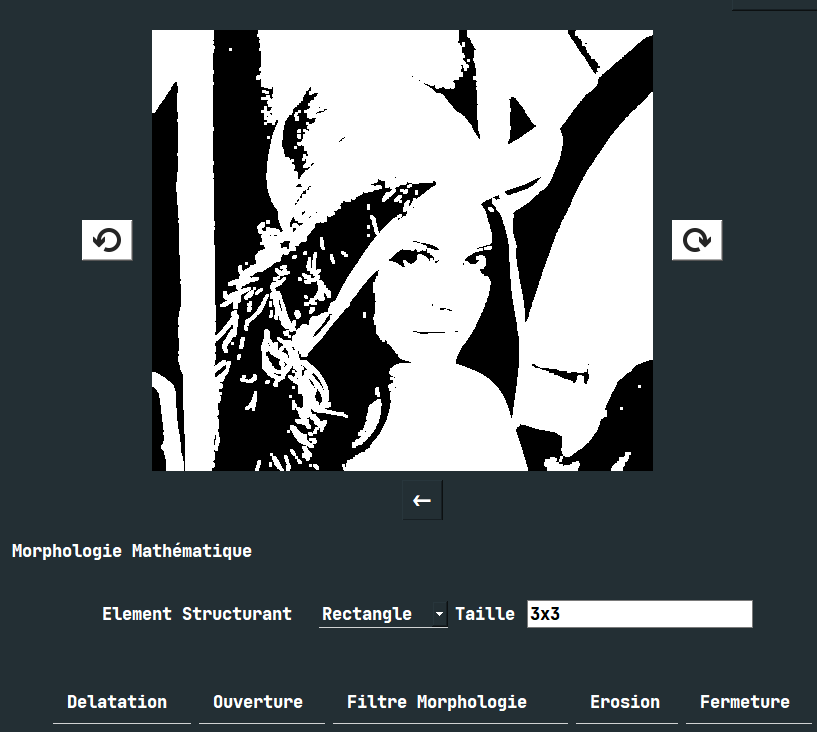 ←
Morphologie Mathématique
Element Structurant Rectangle Taille 3x3
Delatation Ouverture Filtre Morphologie Erosion Fermeture